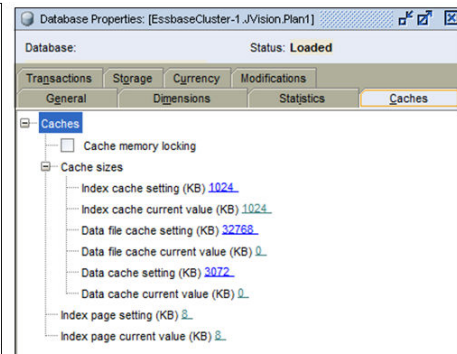 Database Properties: [EssbaseCluster-1.JVision.Plan1]
Database: Status: Loaded
Transactions Storage Currency Modifications
General Dimensions Statistics Caches
Caches
Cache memory locking
Cache sizes
Index cache setting (KB) 1024
Index cache current value (KB) 1024
Data file cache setting (KB) 32768
Data file cache current value (KB) 0
Data cache setting (KB) 3072
Data cache current value (KB) 0
Index page setting (KB) 8
Index page current value (KB) 8